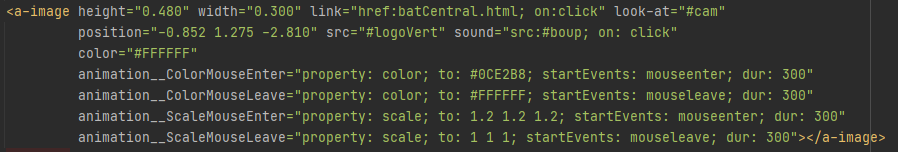 <a-image height="0.480" width="0.300" link="href:batCentral.html; on:click" look-at="#cam"
position="-0.852 1.275 -2.810" src="#logoVert" sound="src:#boup; on: click"
color="#FFFFFF"
animation__ColorMouseEnter="property: color; to: #0CE2B8; startEvents: mouseenter; dur: 300"
animation__ColorMouseLeave="property: color; to: #FFFFFF; startEvents: mouseleave; dur: 300"
animation__ScaleMouseEnter="property: scale; to: 1.2 1.2 1.2; startEvents: mouseenter; dur: 300"
animation__ScaleMouseLeave="property: scale; to: 1 1 1; startEvents: mouseleave; dur: 300"></a-image>